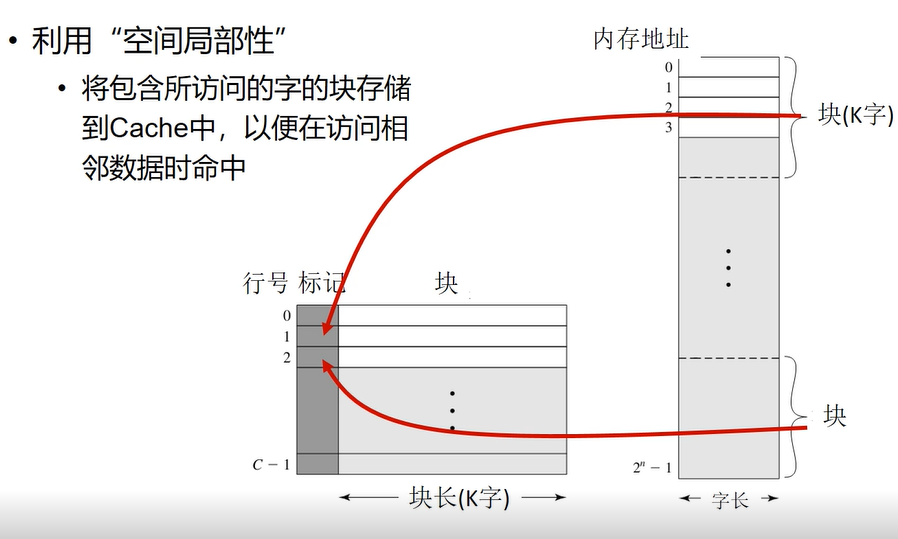 • 利用“空间局部性”
• 将包含所访问的字的块存储
到Cache中，以便在访问相
邻数据时命中
内存地址
0
1
2
3
块(K字)
块
2ⁿ − 1
字长
行号 标记 块
0
1
2
C − 1
块长(K字)